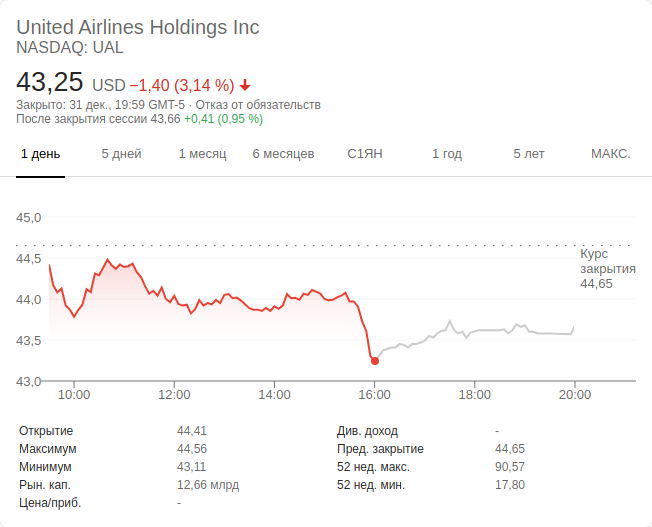 United Airlines Holdings Inc
NASDAQ: UAL
43,25 USD −1,40 (3,14 %)
Закрыто: 31 дек., 19:59 GMT-5 · Отказ от обязательств
После закрытия сессии 43,66 +0,41 (0,95 %)
1 день 5 дней 1 месяц 6 месяцев С1ЯН 1 год 5 лет МАКС.
45,0
Курс
закрытия
44,65
44,5
44,0
43,5
43,0
10:00 12:00 14:00 16:00 18:00 20:00
Открытие 44,41 Див. доход -
Максимум 44,56 Пред. закрытие 44,65
Минимум 43,11 52 нед. макс. 90,57
Рын. кап. 12,66 млрд 52 нед. мин. 17,80
Цена/приб. -